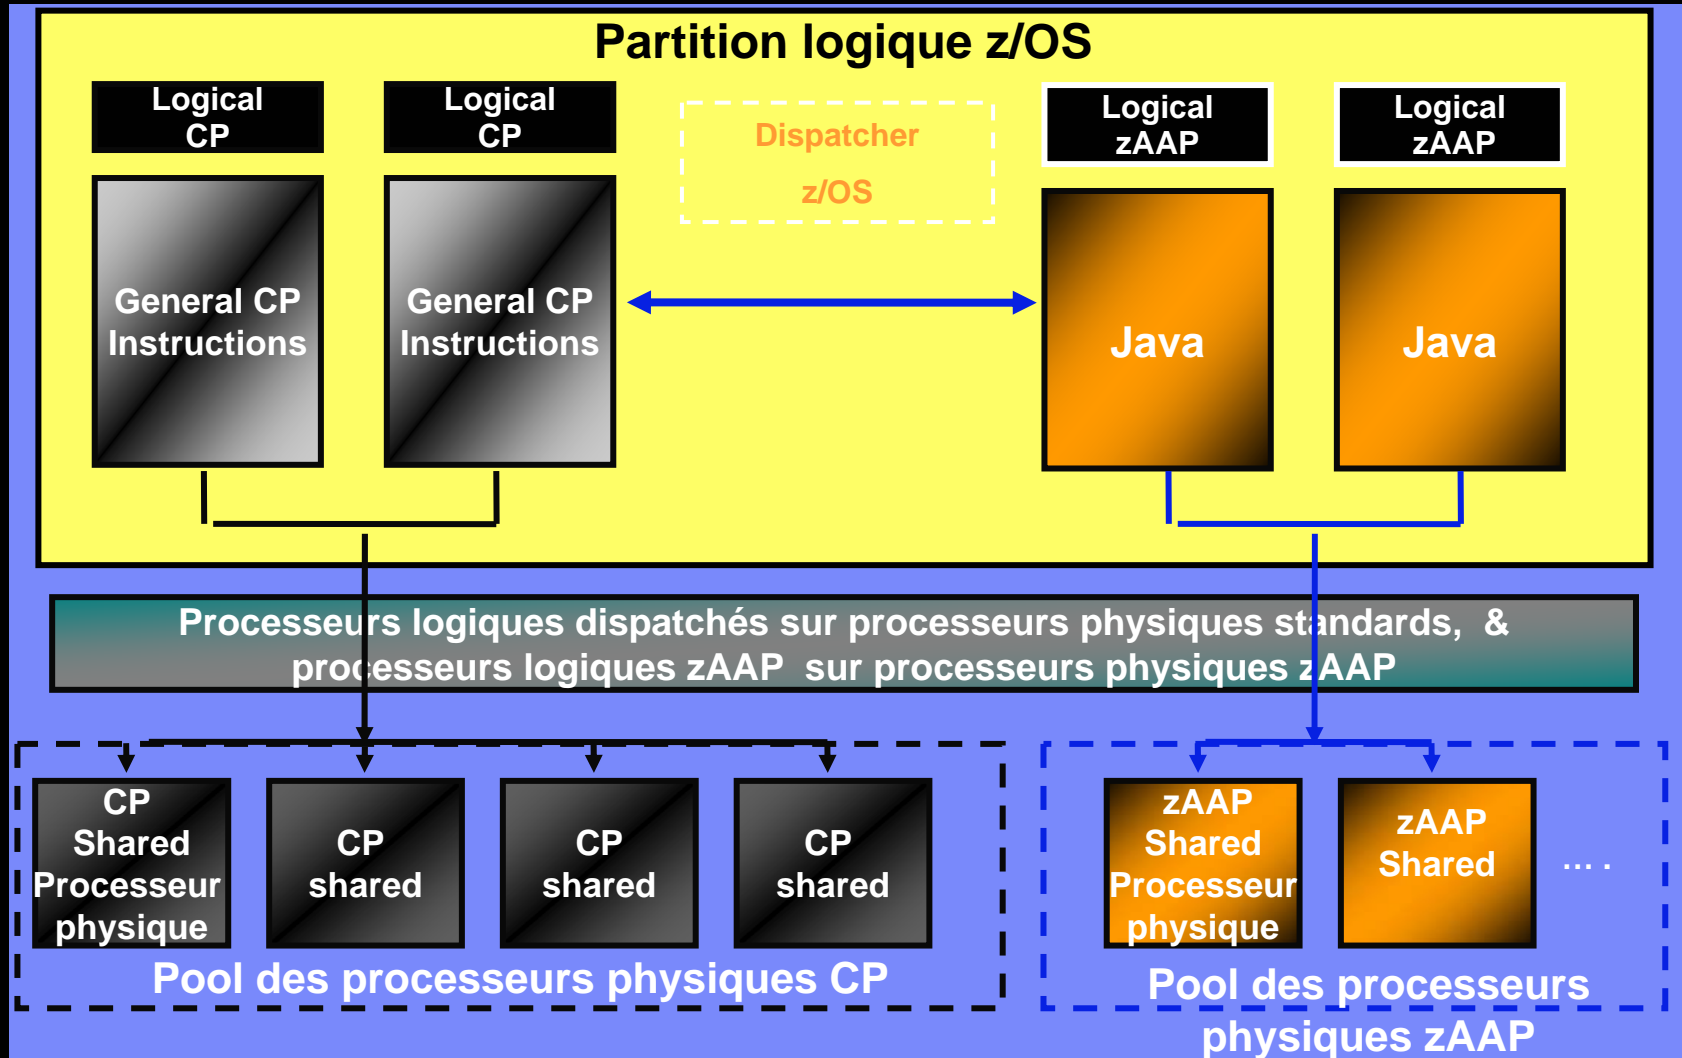 Partition logique z/OS
Logical
CP
Logical
CP
Dispatcher
z/OS
Logical
zAAP
Logical
zAAP
General CP
Instructions
General CP
Instructions
Java
Java
Processeurs logiques dispatchés sur processeurs physiques standards, &
processeurs logiques zAAP sur processeurs physiques zAAP
CP
Shared
Processeur
physique
CP
shared
CP
shared
CP
shared
zAAP
Shared
Processeur
physique
zAAP
Shared
... .
Pool des processeurs physiques CP
Pool des processeurs
physiques zAAP